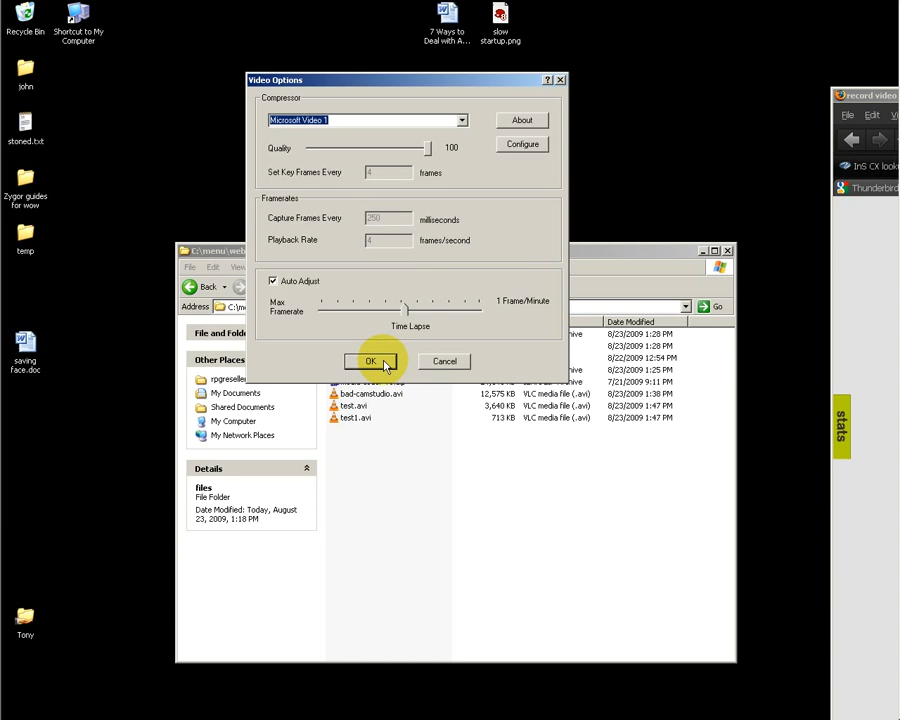 Recycle Bin
Shortcut to My
Computer
7 Ways to
Deal with A...
slow
startup.png
john
stoned.txt
Zygor guides
for wow
temp
saving
face.doc
Tony
Video Options
Compressor
Microsoft Video 1
About
Quality
100
Configure
Set Key Frames Every
4
frames
Framerates
Capture Frames Every
250
milliseconds
Playback Rate
4
frames/second
Auto Adjust
Max
Framerate
1 Frame/Minute
Time Lapse
OK
Cancel
C:\menu\web
File Edit
Back
Address
Go
File and Fold
Date Modified
8/23/2009 1:28 PM
8/23/2009 1:28 PM
8/22/2009 12:54 PM
8/23/2009 1:25 PM
7/21/2009 9:11 PM
Other Places
rpgreseller
My Documents
Shared Documents
My Computer
My Network Places
bad-camstudio.avi 12,575 KB VLC media file (.avi) 8/23/2009 1:38 PM
test.avi 3,640 KB VLC media file (.avi) 8/23/2009 1:47 PM
test1.avi 713 KB VLC media file (.avi) 8/23/2009 1:47 PM
Details
files
File Folder
Date Modified: Today, August
23, 2009, 1:18 PM
record video
File Edit
InS CX look
Thunderbird
stats